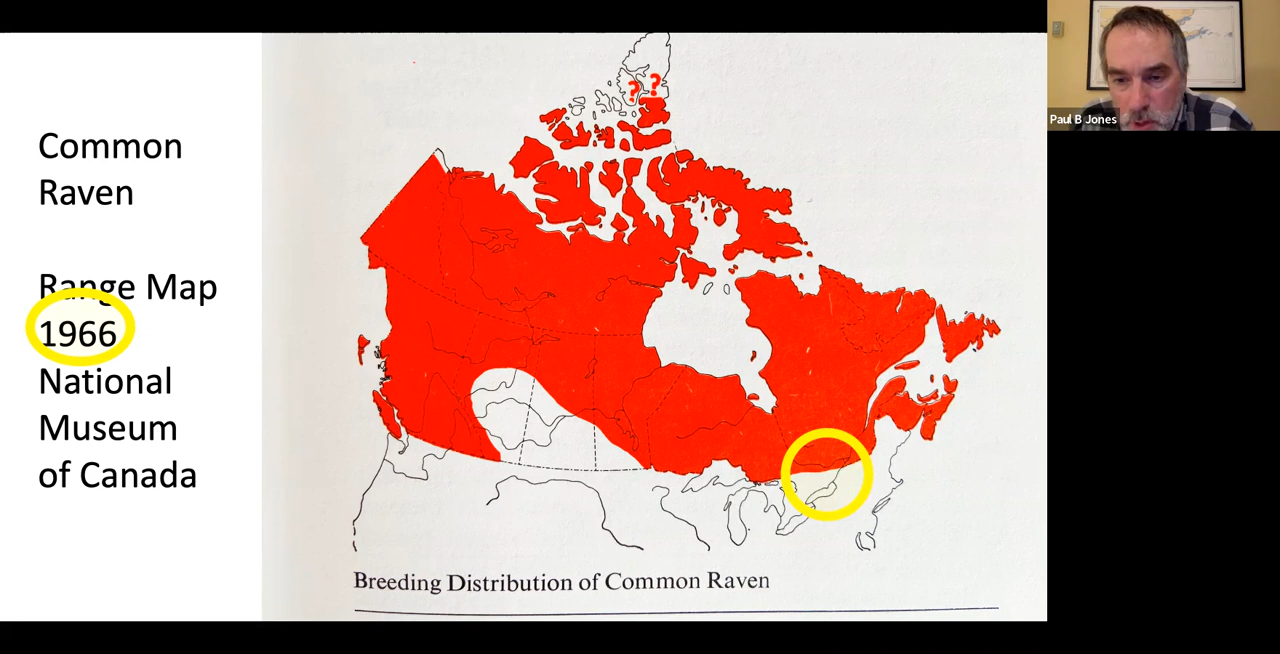 Common
Raven
Range Map
1966
National
Museum
of Canada
? ?
Breeding Distribution of Common Raven
Paul B Jones